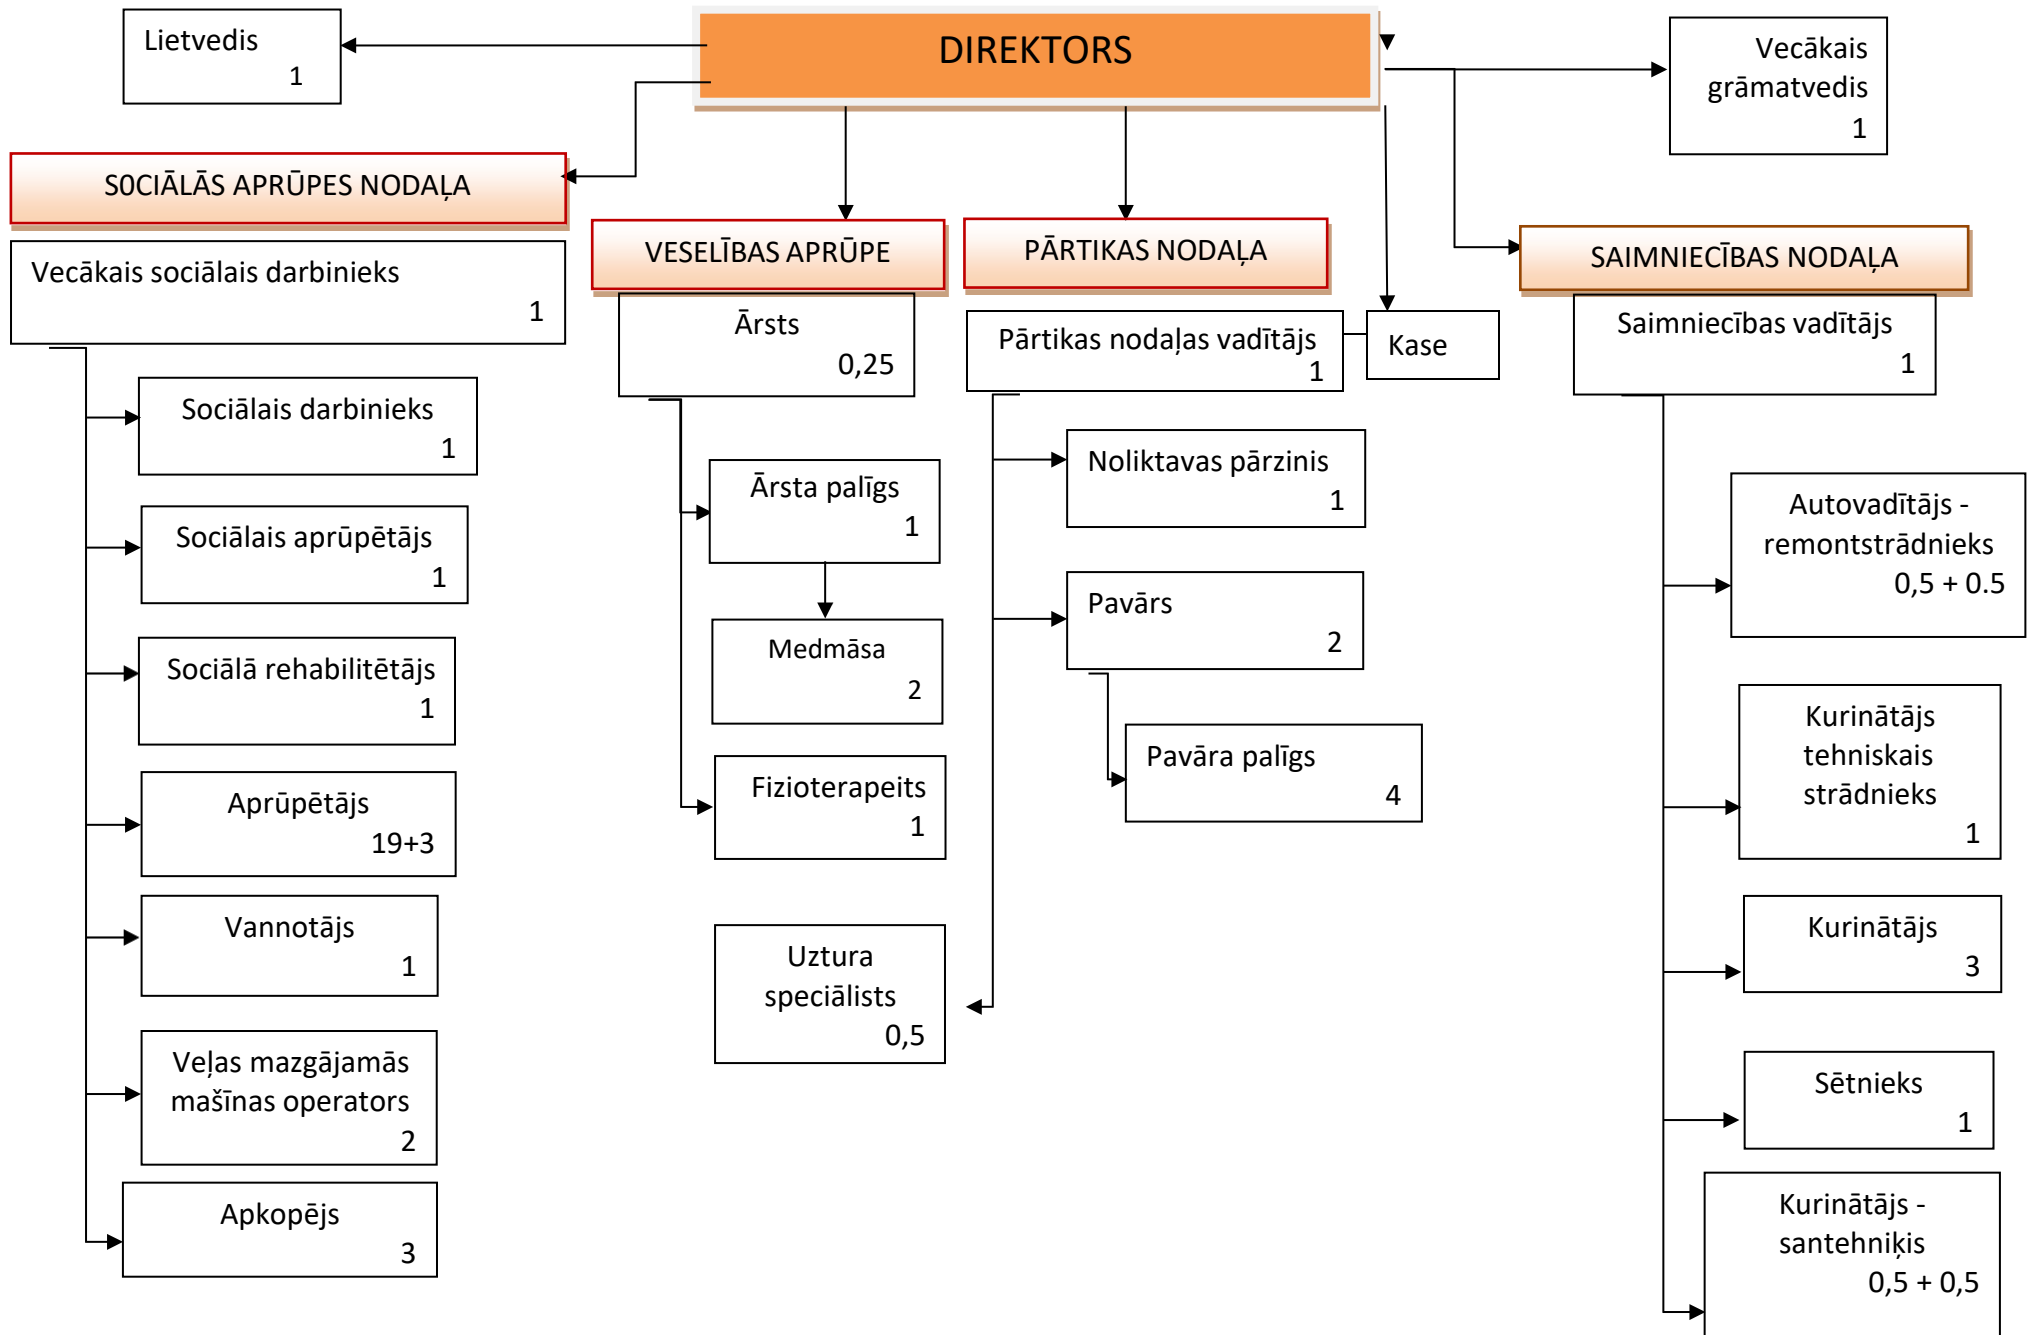 Lietvedis
1
DIREKTORS
Vecākais
grāmatvedis
1
S0CIĀLĀS APRŪPES NODAĻA
Vecākais sociālais darbinieks
1
Sociālais darbinieks
1
Sociālais aprūpētājs
1
Sociālā rehabilitētājs
1
Aprūpētājs
19+3
Vannotājs
1
Veļas mazgājamās
mašīnas operators
2
Apkopējs
3
VESELĪBAS APRŪPE
Ārsts
0,25
Ārsta palīgs
1
Medmāsa
2
Fizioterapeits
1
Uztura
speciālists
0,5
PĀRTIKAS NODAĻA
Pārtikas nodaļas vadītājs
1
Kase
Noliktavas pārzinis
1
Pavārs
2
Pavāra palīgs
4
SAIMNIECĪBAS NODAĻA
Saimniecības vadītājs
1
Autovadītājs -
remontstrādnieks
0,5 + 0.5
Kurinātājs
tehniskais
strādnieks
1
Kurinātājs
3
Sētnieks
1
Kurinātājs -
santehniķis
0,5 + 0,5